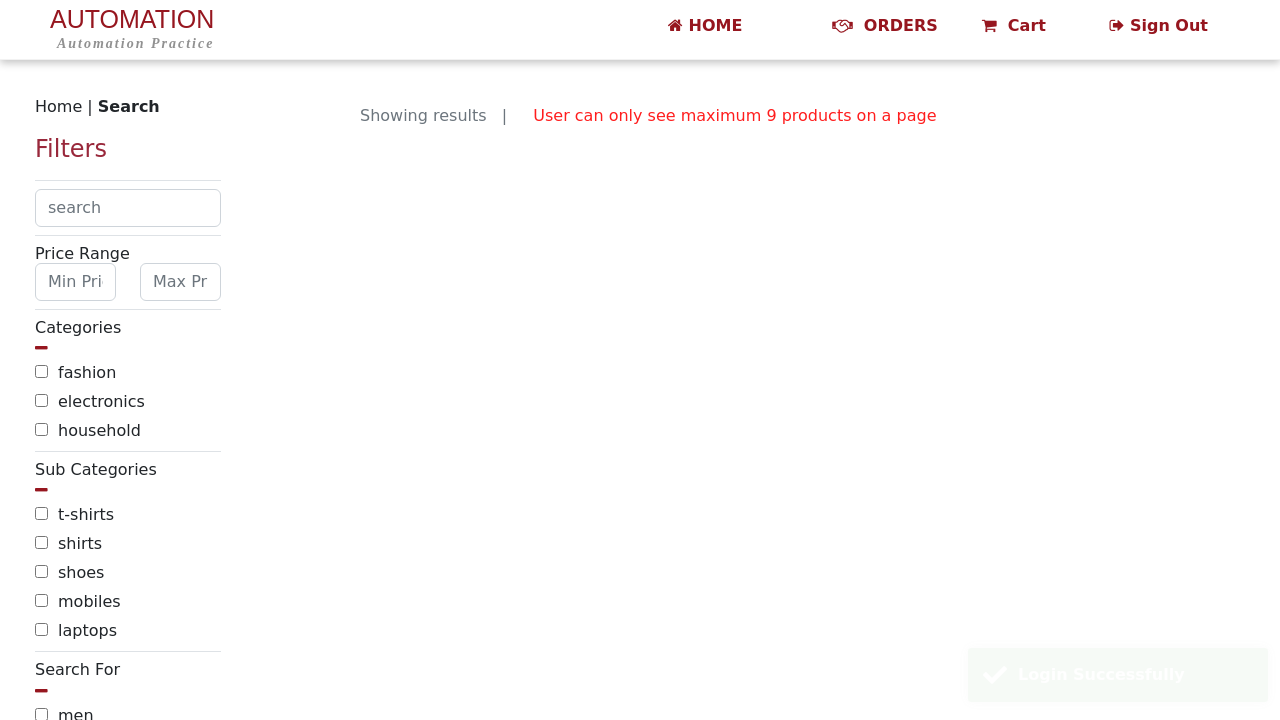 AUTOMATION
Automation Practice
HOME
ORDERS
Cart
Sign Out
Home | Search
Showing results |
User can only see maximum 9 products on a page
Filters
search
Price Range
Min Pri
Max Pr
Categories
fashion
electronics
household
Sub Categories
t-shirts
shirts
shoes
mobiles
laptops
Search For
men
Login Successfully